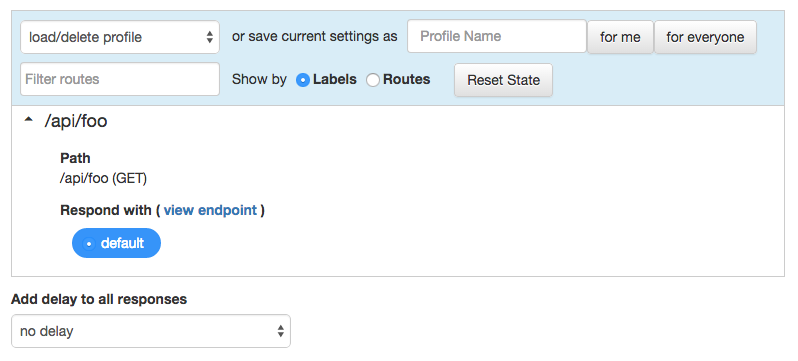 load/delete profile or save current settings as Profile Name for me for everyone
Filter routes Show by Labels Routes Reset State
/api/foo
Path
/api/foo (GET)
Respond with ( view endpoint )
default
Add delay to all responses
no delay